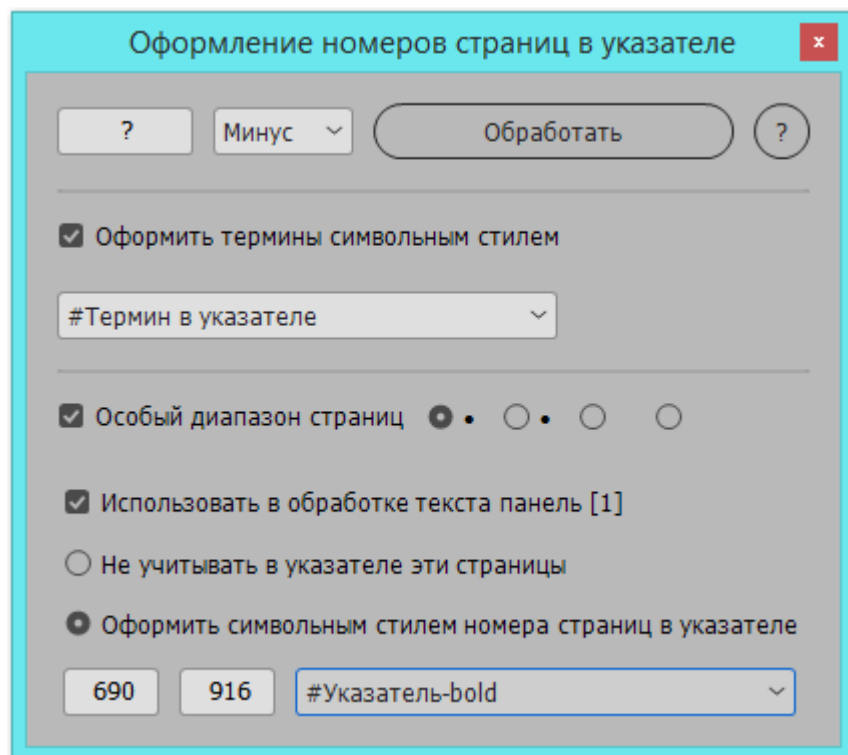 Оформление номеров страниц в указателе x
? Минус Обработать ?
Оформить термины символьным стилем
#Термин в указателе
Особый диапазон страниц
Использовать в обработке текста панель [1]
Не учитывать в указателе эти страницы
Оформить символьным стилем номера страниц в указателе
690 916 #Указатель-bold